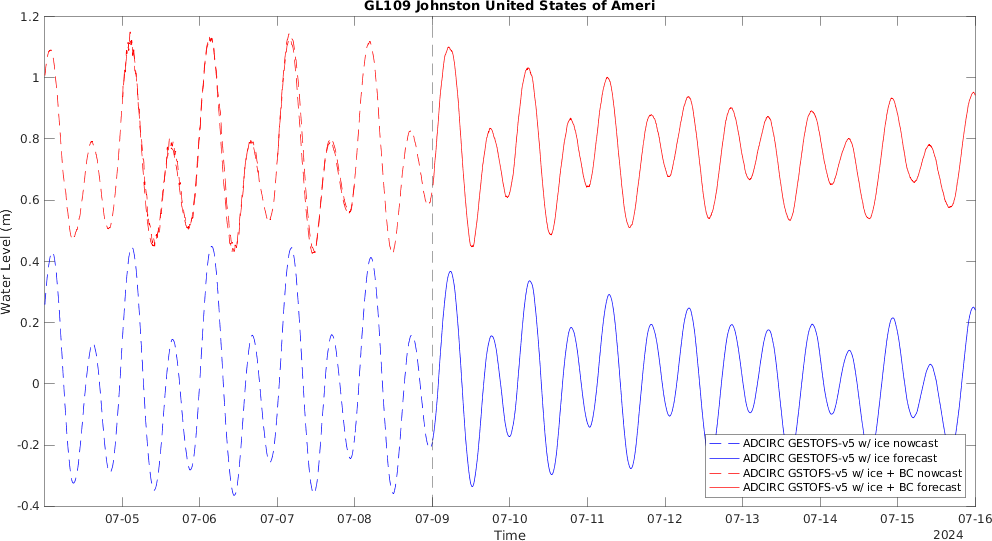 GL109 Johnston United States of Ameri
1.2
1
0.8
0.6
0.4
0.2
0
-0.2
-0.4
Water Level (m)
ADCIRC GESTOFS-v5 w/ ice nowcast
ADCIRC GESTOFS-v5 w/ ice forecast
ADCIRC GSTOFS-v5 w/ ice + BC nowcast
ADCIRC GSTOFS-v5 w/ ice + BC forecast
07-05 07-06 07-07 07-08 07-09 07-10 07-11 07-12 07-13 07-14 07-15 07-16
Time
2024